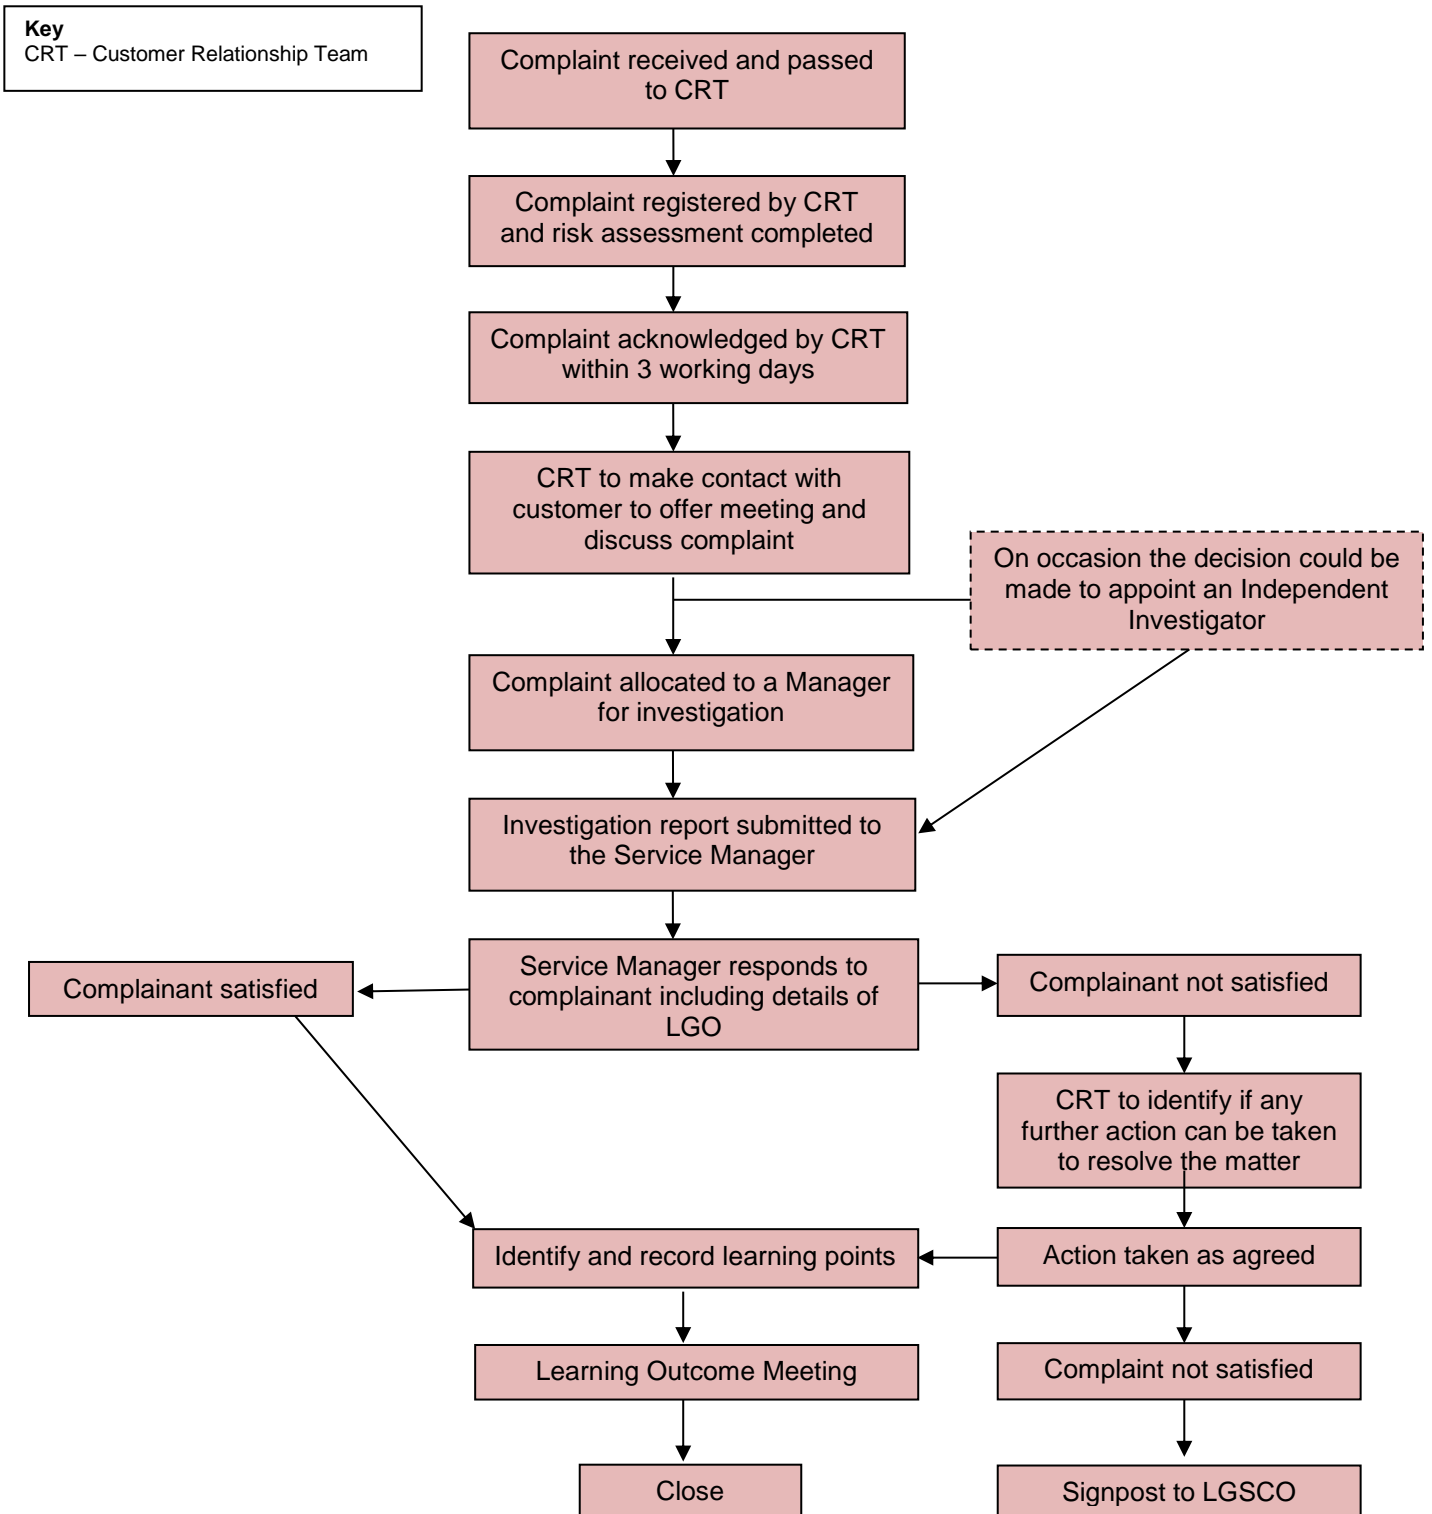 Key
CRT – Customer Relationship Team
Complaint received and passed
to CRT
Complaint registered by CRT
and risk assessment completed
Complaint acknowledged by CRT
within 3 working days
CRT to make contact with
customer to offer meeting and
discuss complaint
On occasion the decision could be
made to appoint an Independent
Investigator
Complaint allocated to a Manager
for investigation
Investigation report submitted to
the Service Manager
Service Manager responds to
complainant including details of
LGO
Complainant satisfied
Complainant not satisfied
CRT to identify if any
further action can be taken
to resolve the matter
Identify and record learning points
Action taken as agreed
Learning Outcome Meeting
Complaint not satisfied
Close
Signpost to LGSCO